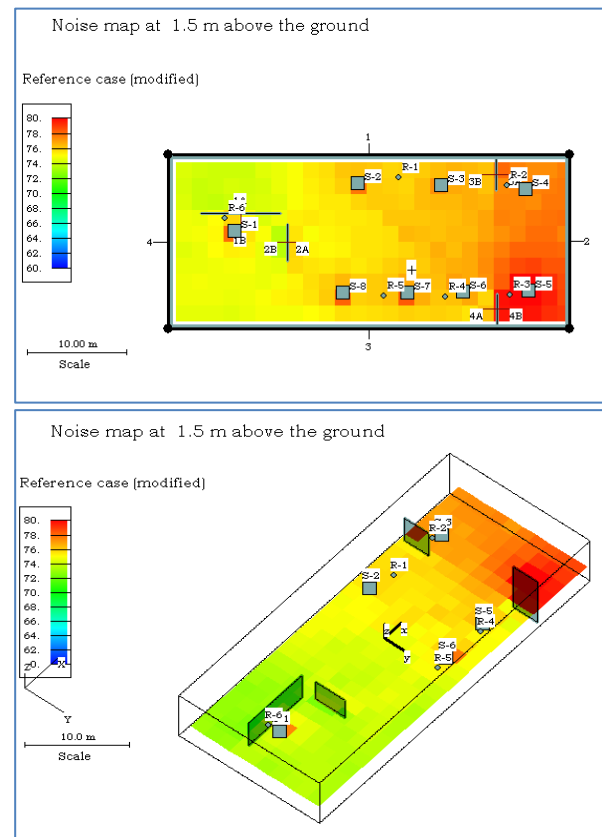 Noise map at 1.5 m above the ground
Reference case (modified)
80.
78.
76.
74.
72.
70.
68.
66.
64.
62.
60.
10.00 m
Scale
1
S-2
R-1
S-3
3B
R-2
S-4
R-6
S-1
1B
2B
2A
4
2
S-8
R-5
S-7
R-4
S-6
R-3
S-5
4A
4B
3
Noise map at 1.5 m above the ground
Reference case (modified)
80.
78.
76.
74.
72.
70.
68.
66.
64.
62.
60.
X
Z
Y
10.0 m
Scale
R-2
3
R-1
S-2
z
x
y
S-5
R-4
S-6
R-5
R-6
1